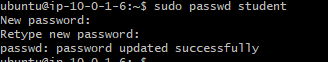 ubuntu@ip-10-0-1-6:~$ sudo passwd student
New password:
Retype new password:
passwd: password updated successfully
ubuntu@ip-10-0-1-6:~$